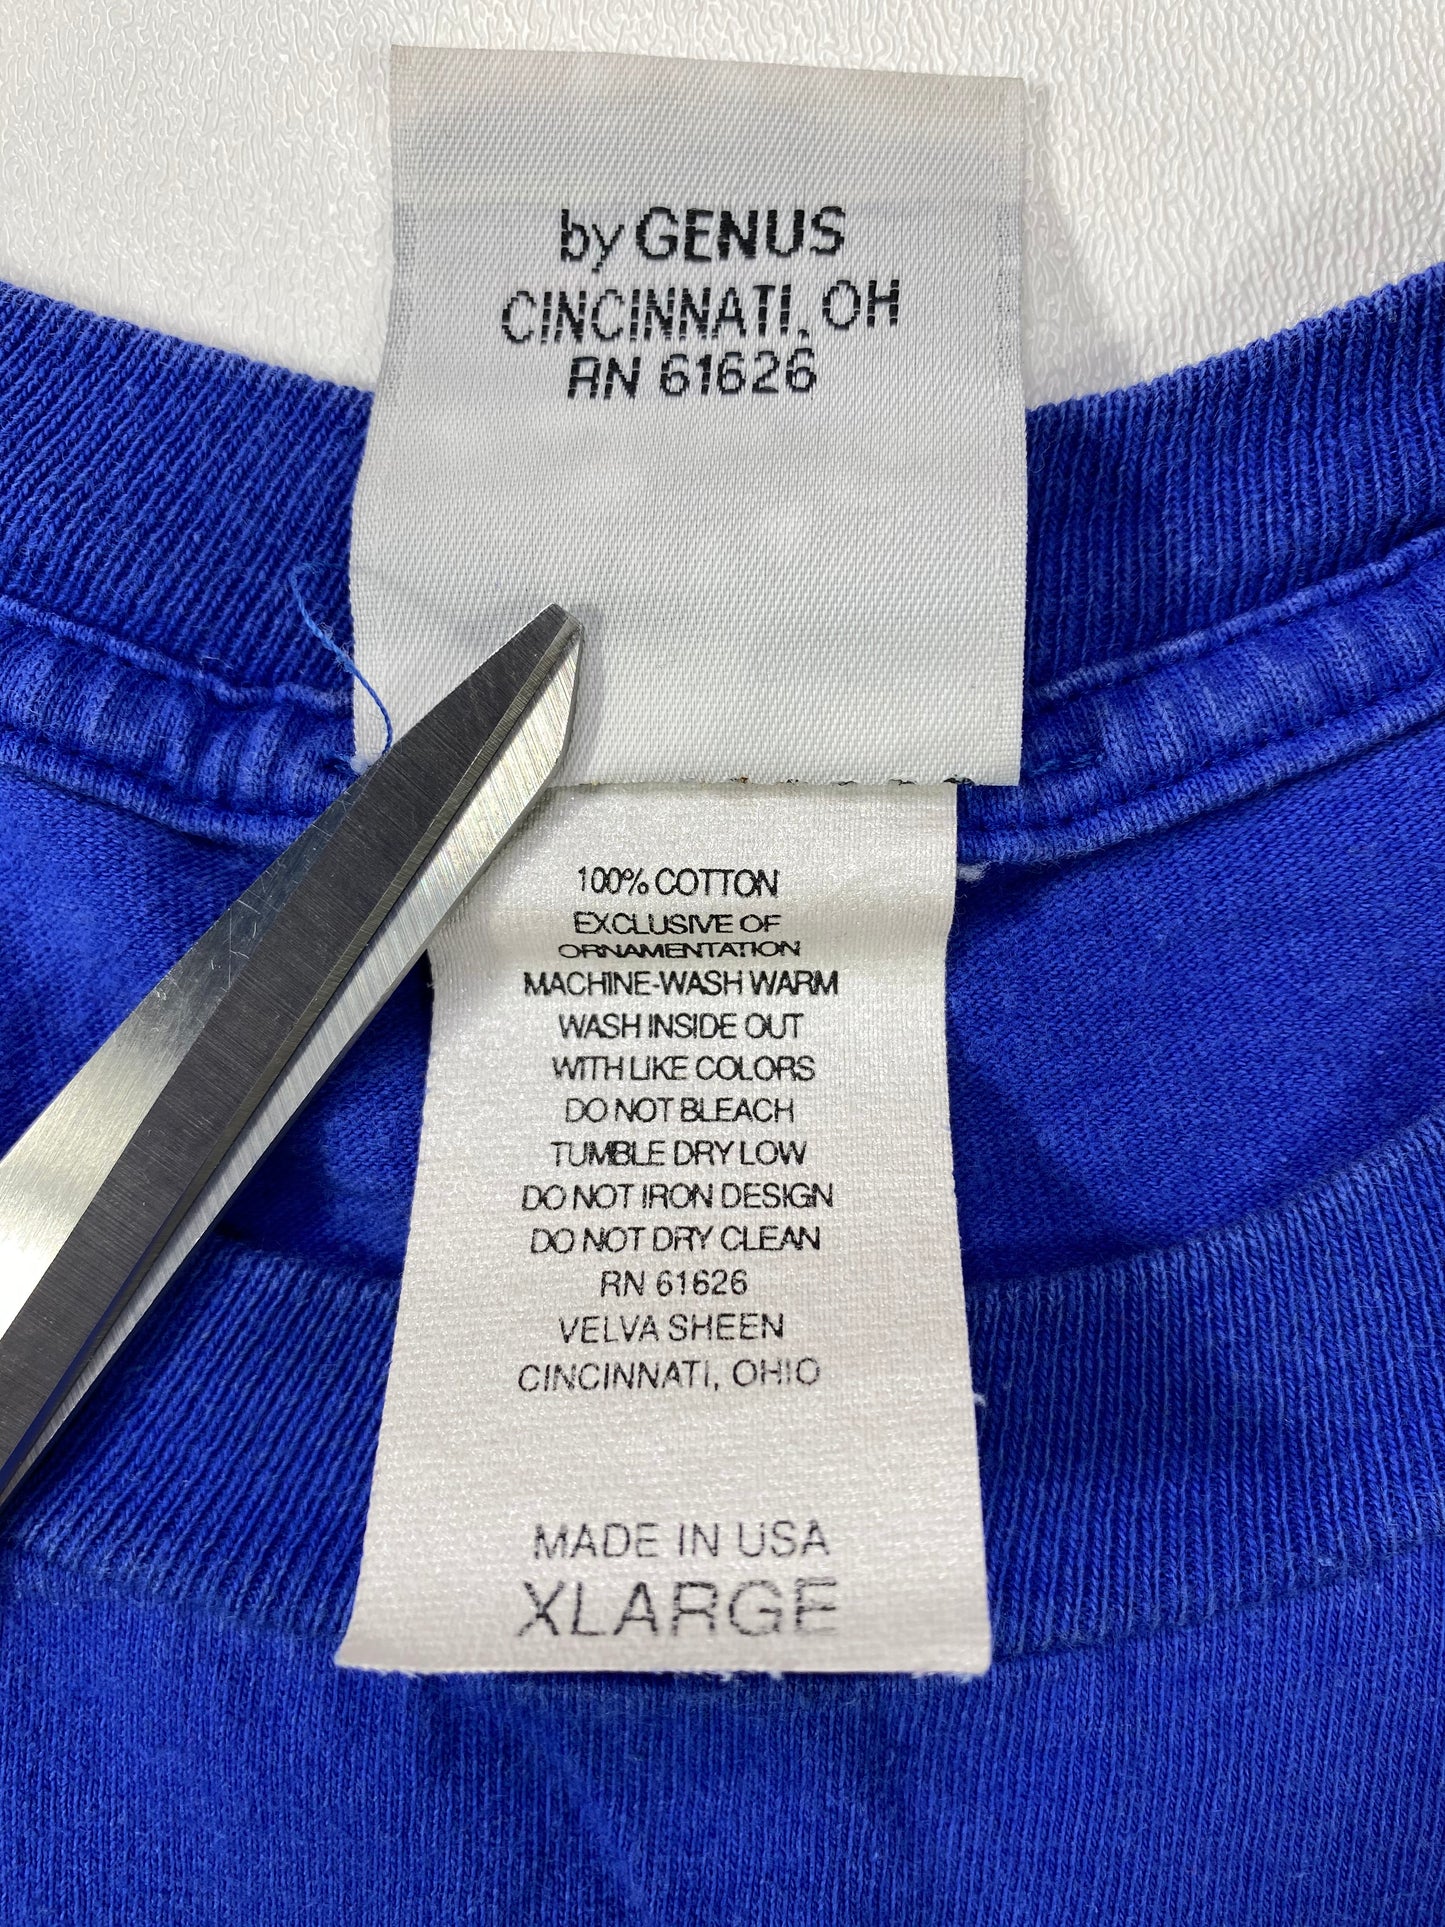 by GENUS
CINCINNATI, OH
RN 61626
100% COTTON
EXCLUSIVE OF
ORNAMENTATION
MACHINE-WASH WARM
WASH INSIDE OUT
WITH LIKE COLORS
DO NOT BLEACH
TUMBLE DRY LOW
DO NOT IRON DESIGN
DO NOT DRY CLEAN
RN 61626
VELVA SHEEN
CINCINNATI, OHIO
MADE IN USA
XLARGE